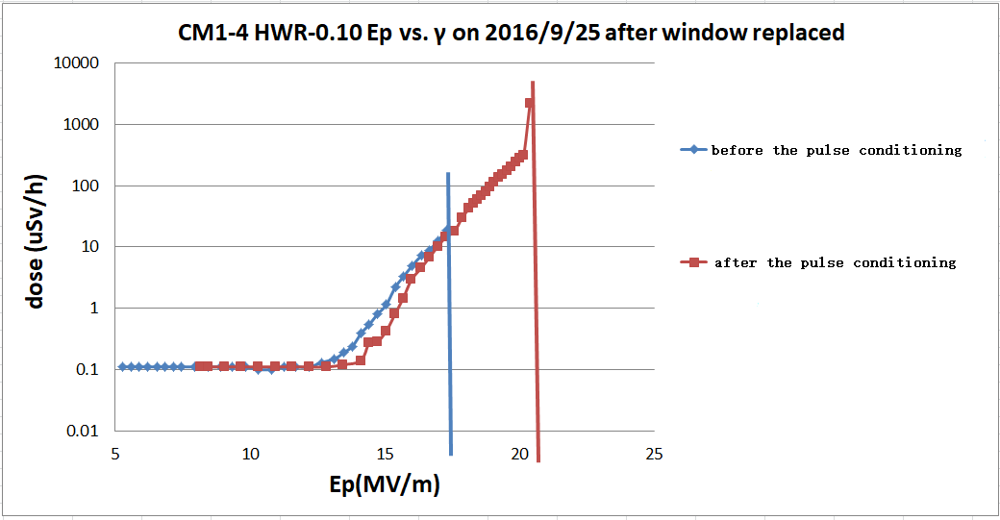 CM1-4 HWR-0.10 Ep vs. γ on 2016/9/25 after window replaced
10000
1000
100
10
1
0.1
0.01
dose (uSv/h)
5
10
15
20
25
Ep(MV/m)
before the pulse conditioning
after the pulse conditioning